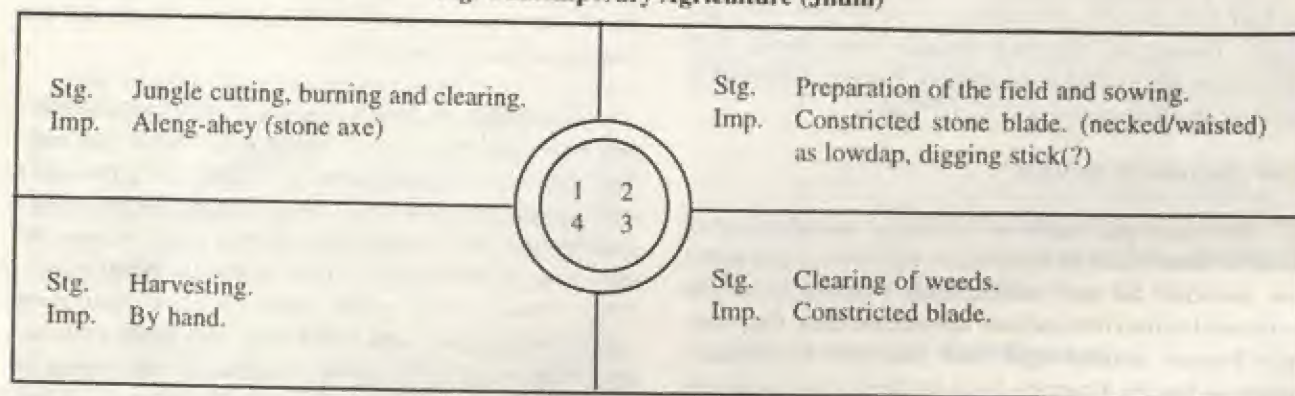 Agriculture (Jhum)
Stg. Jungle cutting, burning and clearing.
Imp. Aleng-ahey (stone axe)
Stg. Preparation of the field and sowing.
Imp. Constricted stone blade. (necked/waisted)
as lowdap, digging stick(?)
1 2
4 3
Stg. Harvesting.
Imp. By hand.
Stg. Clearing of weeds.
Imp. Constricted blade.